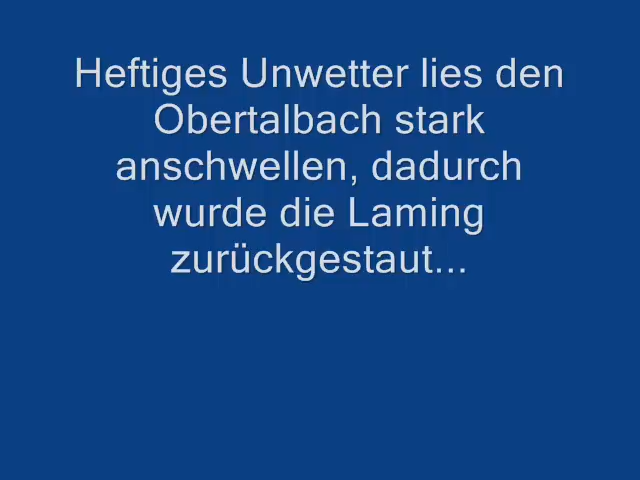 Heftiges Unwetter lies den
Obertalbach stark
anschwellen, dadurch
wurde die Laming
zurückgestaut...